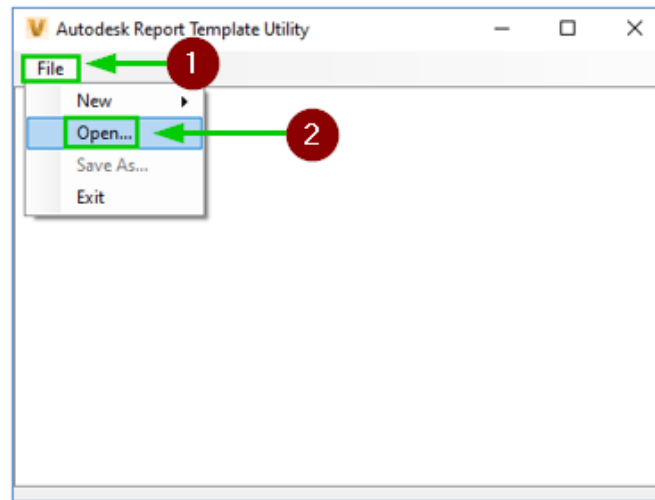 Autodesk Report Template Utility
File
1
New
Open...
2
Save As...
Exit